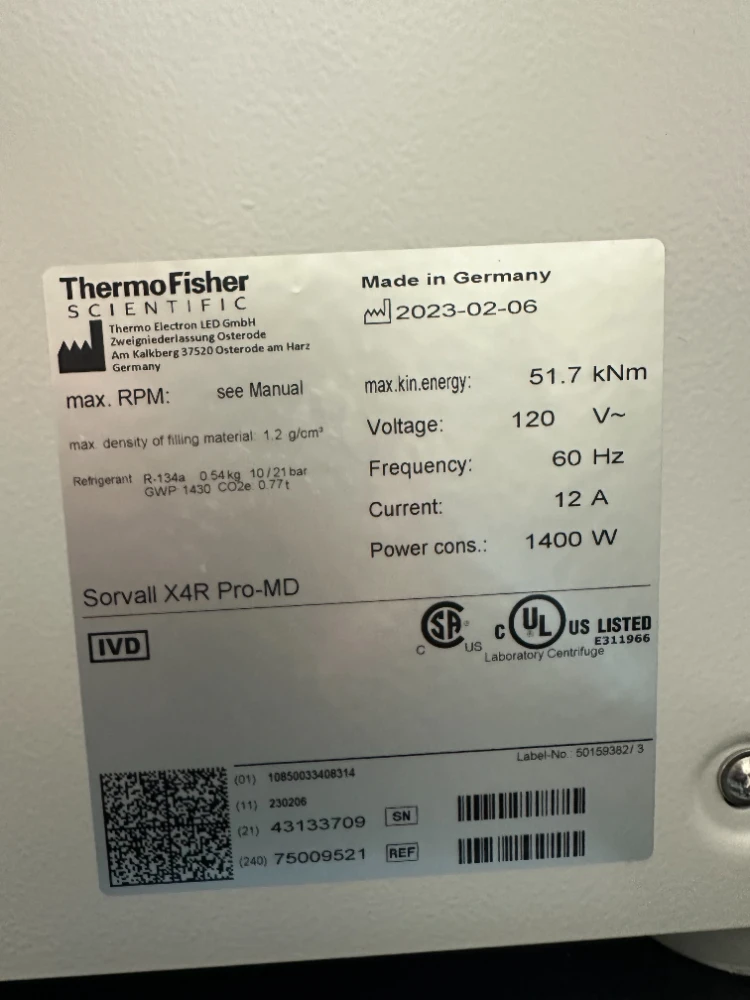 ThermoFisher
SCIENTIFIC
Thermo Electron LED GmbH
Zweigniederlassung Osterode
Am Kalkberg 37520 Osterode am Harz
Germany
Made in Germany
2023-02-06
max. RPM: see Manual
max. density of filling material: 1.2 g/cm³
Refrigerant R-134a 0.54kg 10/21bar
GWP 1430 CO2e 0.77t
max.kin.energy: 51.7 kNm
Voltage: 120 V~
Frequency: 60 Hz
Current: 12 A
Power cons.: 1400 W
Sorvall X4R Pro-MD
IVD
C SA ® US
C UL ® US LISTED
E311966
Laboratory Centrifuge
Label-No.: 50159382/ 3
(01) 10850033408314
(11) 230206
(21) 43133709 SN
(240) 75009521 REF